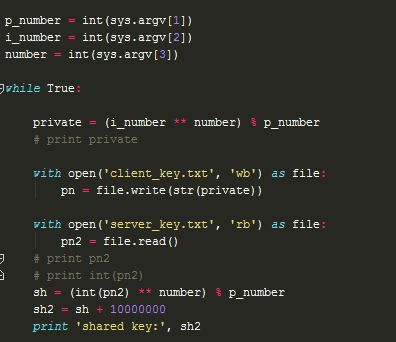 p_number = int(sys.argv[1])
i_number = int(sys.argv[2])
number = int(sys.argv[3])
while True:
private = (i_number ** number) % p_number
# print private
with open('client_key.txt', 'wb') as file:
pn = file.write(str(private))
with open('server_key.txt', 'rb') as file:
pn2 = file.read()
# print pn2
# print int(pn2)
sh = (int(pn2) ** number) % p_number
sh2 = sh + 10000000
print 'shared key:', sh2